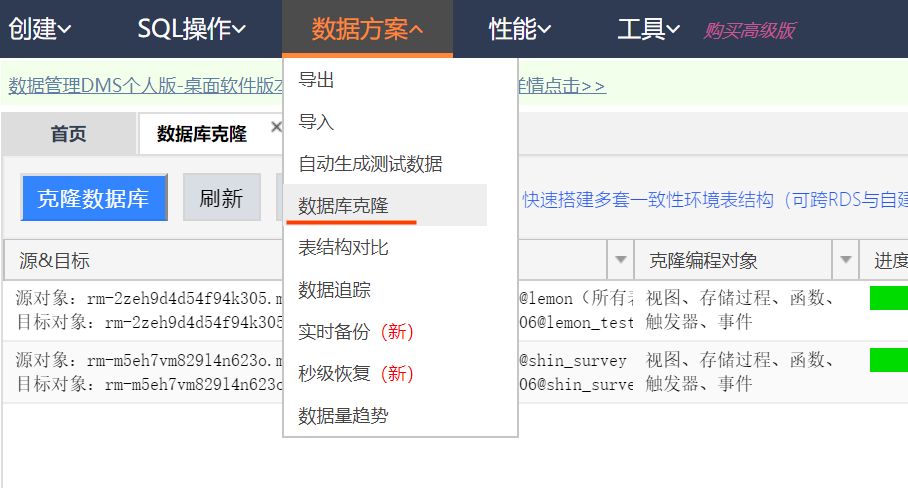 创建 SQL操作 数据方案 性能 工具 购买高级版
数据管理DMS个人版-桌面软件版 详情点击>>
首页 数据库克隆
导出
导入
自动生成测试数据
数据库克隆
表结构对比
数据追踪
实时备份（新）
秒级恢复（新）
数据量趋势
克隆数据库 刷新 快速搭建多套一致性环境表结构（可跨RDS与自建
源&目标 克隆编程对象 进度
源对象：rm-2zeh9d4d54f94k305.m @lemon（所有表 视图、存储过程、函数、
目标对象：rm-2zeh9d4d54f94k305 06@lemon_test 触发器、事件
源对象：rm-m5eh7vm829l4n623o.m @shin_survey 视图、存储过程、函数、
目标对象：rm-m5eh7vm829l4n623o 06@shin_surve 触发器、事件